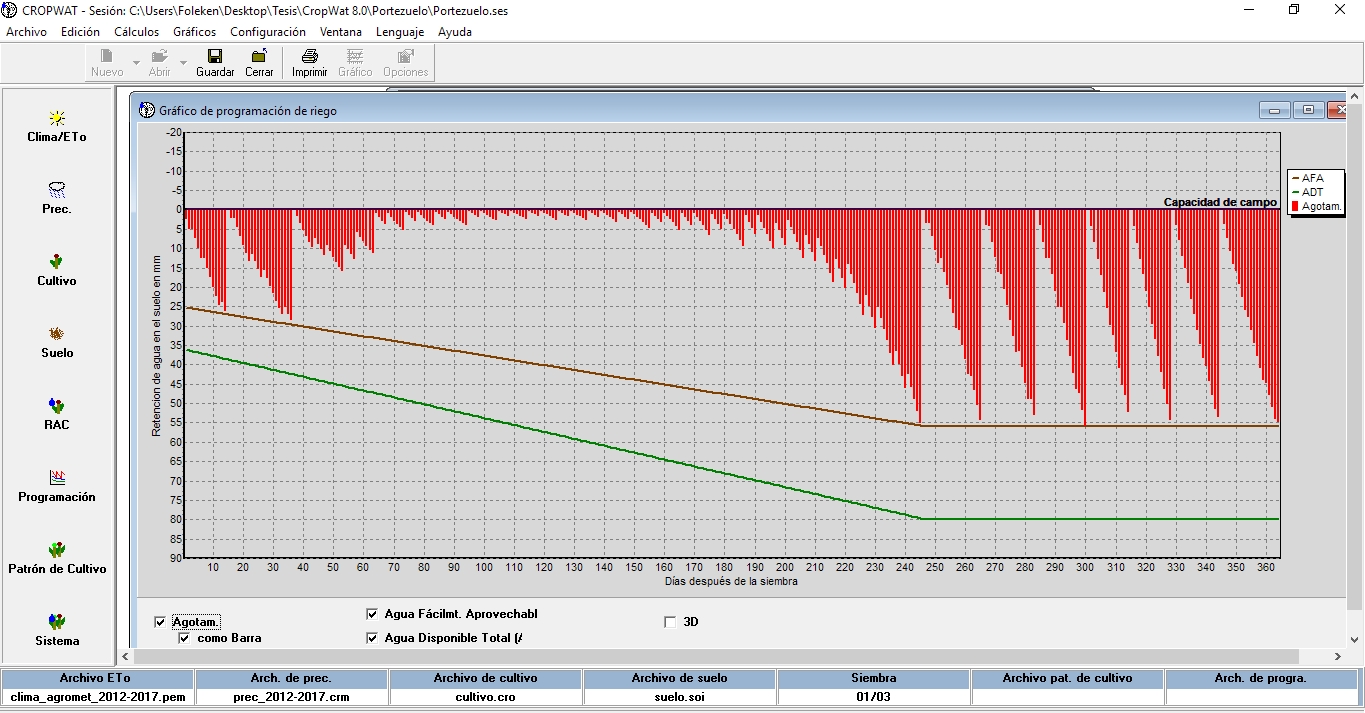 CROPWAT - Sesión: C:\Users\Foleken\Desktop\Tesis\CropWat 8.0\Portezuelo\Portezuelo.ses
Archivo Edición Cálculos Gráficos Configuración Ventana Lenguaje Ayuda
Nuevo Abrir Guardar Cerrar Imprimir Gráfico Opciones
Clima/ETo
Prec.
Cultivo
Suelo
RAC
Programación
Patrón de Cultivo
Sistema
Gráfico de programación de riego
-20
-15
-10
-5
0
5
10
15
20
25
30
35
40
45
50
55
60
65
70
75
80
85
90
Retencion de agua en el suelo en mm
Capacidad de campo
AFA
ADT
Agotam.
10 20 30 40 50 60 70 80 90 100 110 120 130 140 150 160 170 180 190 200 210 220 230 240 250 260 270 280 290 300 310 320 330 340 350 360
Días después de la siembra
Agotam.
como Barra
Agua Fácilmt. Aprovechabl
Agua Disponible Total (A
3D
Archivo ETo Arch. de prec. Archivo de cultivo Archivo de suelo Siembra Archivo pat. de cultivo Arch. de progra.
clima_agromet_2012-2017.pem prec_2012-2017.crm cultivo.cro suelo.soi 01/03